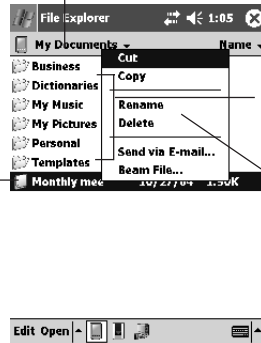 File Explorer 1:05
My Documents Name
Business
Dictionaries
My Music
My Pictures
Personal
Templates
Monthly mee 10/27/04 1.50K
Cut
Copy
Rename
Delete
Send via E-mail...
Beam File...
Edit Open